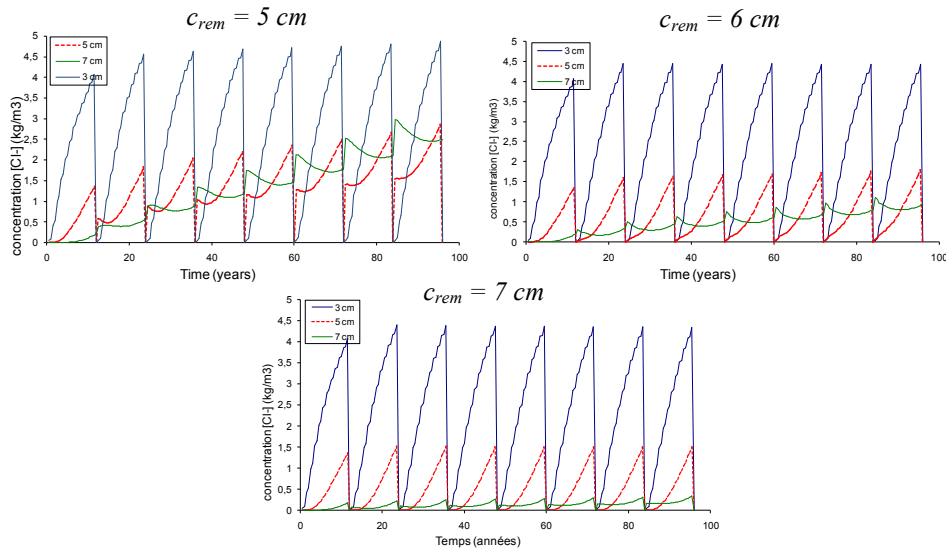 c_rem = 5 cm
5
4,5
4
3,5
3
2,5
2
1,5
1
0,5
0
concentration [Cl-] (kg/m3)
5 cm
7 cm
3 cm
0
20
40
60
80
100
Time (years)
c_rem = 6 cm
5
4,5
4
3,5
3
2,5
2
1,5
1
0,5
0
concentration [Cl-] (kg/m3)
3 cm
5 cm
7 cm
0
20
40
60
80
100
Time (years)
c_rem = 7 cm
5
4,5
4
3,5
3
2,5
2
1,5
1
0,5
0
concentration [Cl-] (kg/m3)
3 cm
5 cm
7 cm
0
20
40
60
80
100
Temps (années)